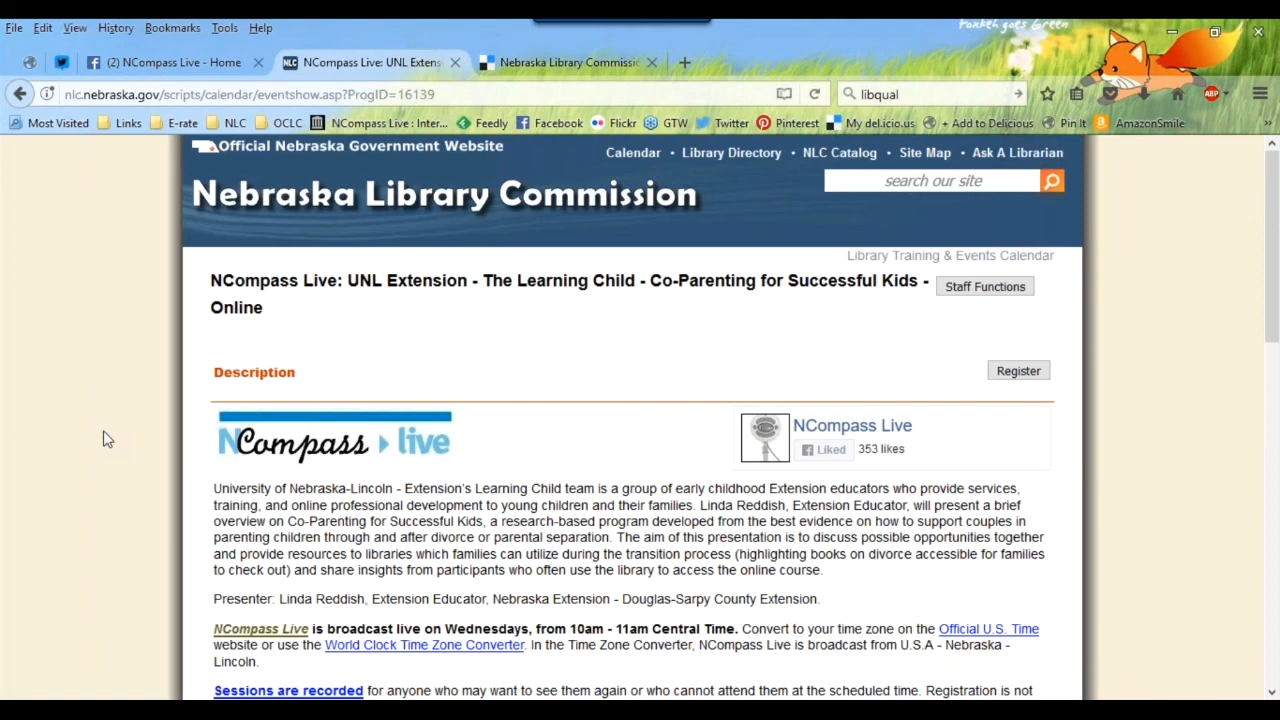 Foxkeh goes Green
File Edit View History Bookmarks Tools Help
(2) NCompass Live - Home
NLC NCompass Live: UNL Extens
Nebraska Library Commissio
nlc.nebraska.gov/scripts/calendar/eventshow.asp?ProgID=16139
libqual
ABP
Most Visited Links E-rate NLC OCLC NCompass Live : Inter... Feedly Facebook Flickr GTW Twitter Pinterest My del.icio.us + Add to Delicious Pin It AmazonSmile
Official Nebraska Government Website
Calendar • Library Directory • NLC Catalog • Site Map • Ask A Librarian
search our site
Nebraska Library Commission
Library Training & Events Calendar
NCompass Live: UNL Extension - The Learning Child - Co-Parenting for Successful Kids -
Online
Staff Functions
Description
Register
NCompass live
NCompass Live
Liked 353 likes
University of Nebraska-Lincoln - Extension's Learning Child team is a group of early childhood Extension educators who provide services,
training, and online professional development to young children and their families. Linda Reddish, Extension Educator, will present a brief
overview on Co-Parenting for Successful Kids, a research-based program developed from the best evidence on how to support couples in
parenting children through and after divorce or parental separation. The aim of this presentation is to discuss possible opportunities together
and provide resources to libraries which families can utilize during the transition process (highlighting books on divorce accessible for families
to check out) and share insights from participants who often use the library to access the online course.
Presenter: Linda Reddish, Extension Educator, Nebraska Extension - Douglas-Sarpy County Extension.
NCompass Live is broadcast live on Wednesdays, from 10am - 11am Central Time. Convert to your time zone on the Official U.S. Time
website or use the World Clock Time Zone Converter. In the Time Zone Converter, NCompass Live is broadcast from U.S.A - Nebraska -
Lincoln.
Sessions are recorded for anyone who may want to see them again or who cannot attend them at the scheduled time. Registration is not